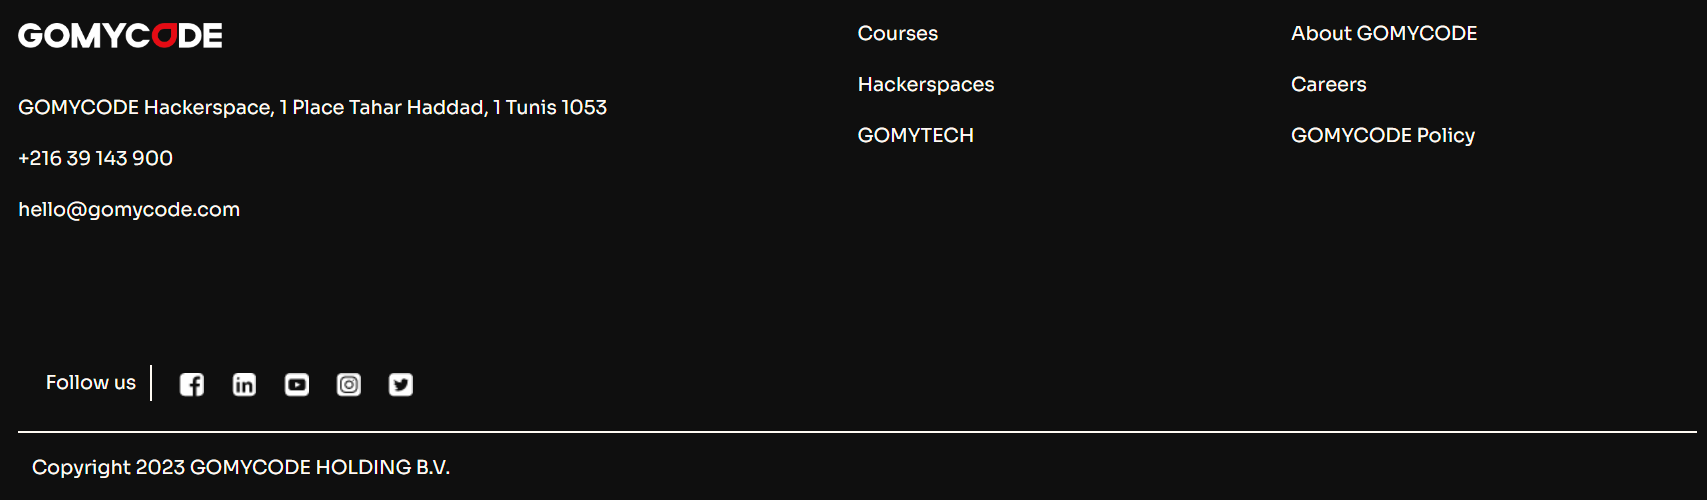 GOMYCODE
GOMYCODE Hackerspace, 1 Place Tahar Haddad, 1 Tunis 1053
+216 39 143 900
hello@gomycode.com
Courses
Hackerspaces
GOMYTECH
About GOMYCODE
Careers
GOMYCODE Policy
Follow us
Copyright 2023 GOMYCODE HOLDING B.V.